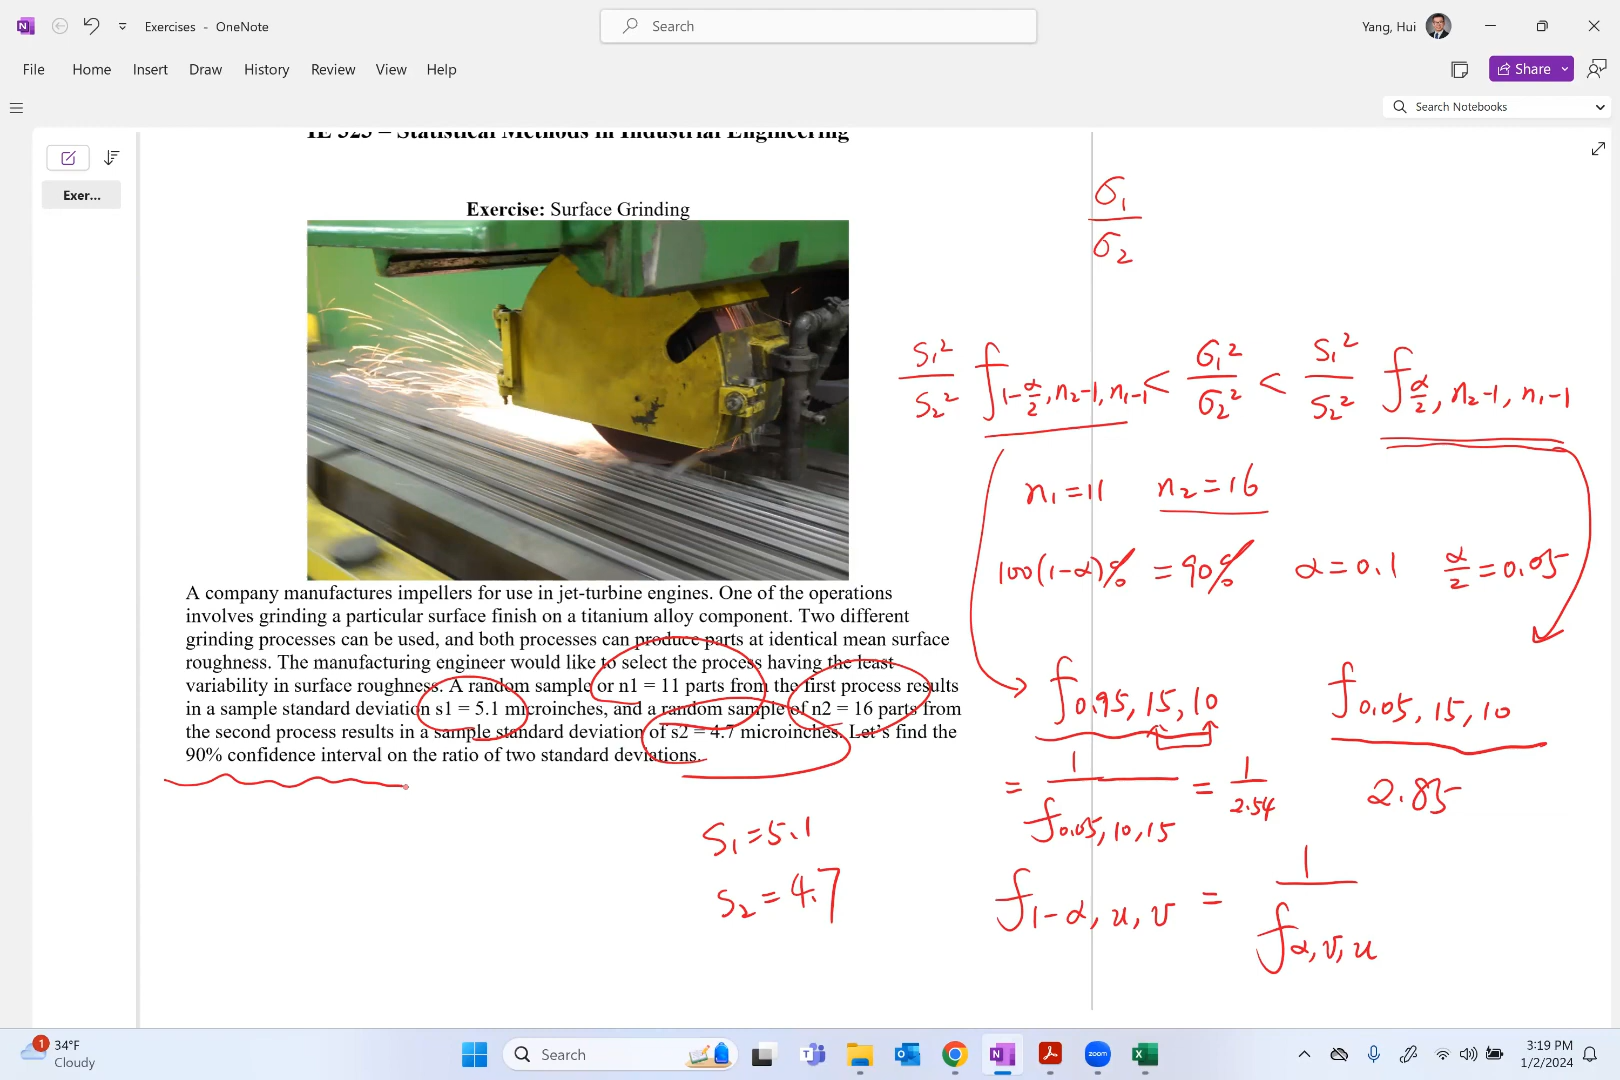 Exercises - OneNote
Search
Yang, Hui
File Home Insert Draw History Review View Help
Share
Search Notebooks
Exer...
IE 323 – Statistical Methods in Industrial Engineering
Exercise: Surface Grinding
A company manufactures impellers for use in jet-turbine engines. One of the operations
involves grinding a particular surface finish on a titanium alloy component. Two different
grinding processes can be used, and both processes can produce parts at identical mean surface
roughness. The manufacturing engineer would like to select the process having the least
variability in surface roughness. A random sample or n1 = 11 parts from the first process results
in a sample standard deviation s1 = 5.1 microinches, and a random sample of n2 = 16 parts from
the second process results in a sample standard deviation of s2 = 4.7 microinches. Let's find the
90% confidence interval on the ratio of two standard deviations.
S1 = 5.1
S2 = 4.7
σ1/σ2
S1²/S2² f1-α/2, n2-1, n1-1 < σ1²/σ2² < S1²/S2² fα/2, n2-1, n1-1
n1 = 11 n2 = 16
100(1-α)% = 90% α = 0.1 α/2 = 0.05
f0.95, 15, 10 f0.05, 15, 10
= 1/f0.05, 10, 15 = 1/2.54 2.85
f1-α, u, v = 1/fα, v, u
1
34°F
Cloudy
Search
zoom
3:19 PM
1/2/2024